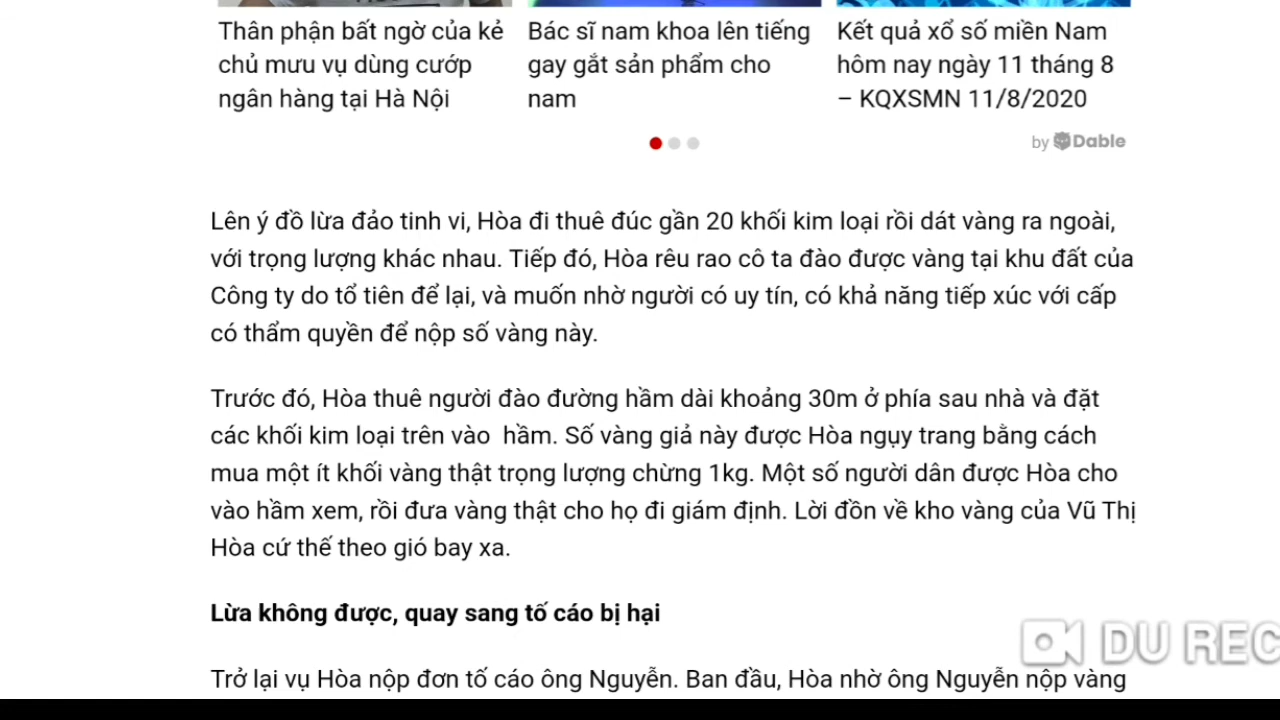 Thân phận bất ngờ của kẻ
chủ mưu vụ dùng cướp
ngân hàng tại Hà Nội
Bác sĩ nam khoa lên tiếng
gay gắt sản phẩm cho
nam
Kết quả xổ số miền Nam
hôm nay ngày 11 tháng 8
– KQXSMN 11/8/2020
by Dable
Lên ý đồ lừa đảo tinh vi, Hòa đi thuê đúc gần 20 khối kim loại rồi dát vàng ra ngoài,
với trọng lượng khác nhau. Tiếp đó, Hòa rêu rao cô ta đào được vàng tại khu đất của
Công ty do tổ tiên để lại, và muốn nhờ người có uy tín, có khả năng tiếp xúc với cấp
có thẩm quyền để nộp số vàng này.
Trước đó, Hòa thuê người đào đường hầm dài khoảng 30m ở phía sau nhà và đặt
các khối kim loại trên vào hầm. Số vàng giả này được Hòa ngụy trang bằng cách
mua một ít khối vàng thật trọng lượng chừng 1kg. Một số người dân được Hòa cho
vào hầm xem, rồi đưa vàng thật cho họ đi giám định. Lời đồn về kho vàng của Vũ Thị
Hòa cứ thế theo gió bay xa.
Lừa không được, quay sang tố cáo bị hại
DU REC
Trở lại vụ Hòa nộp đơn tố cáo ông Nguyễn. Ban đầu, Hòa nhờ ông Nguyễn nộp vàng